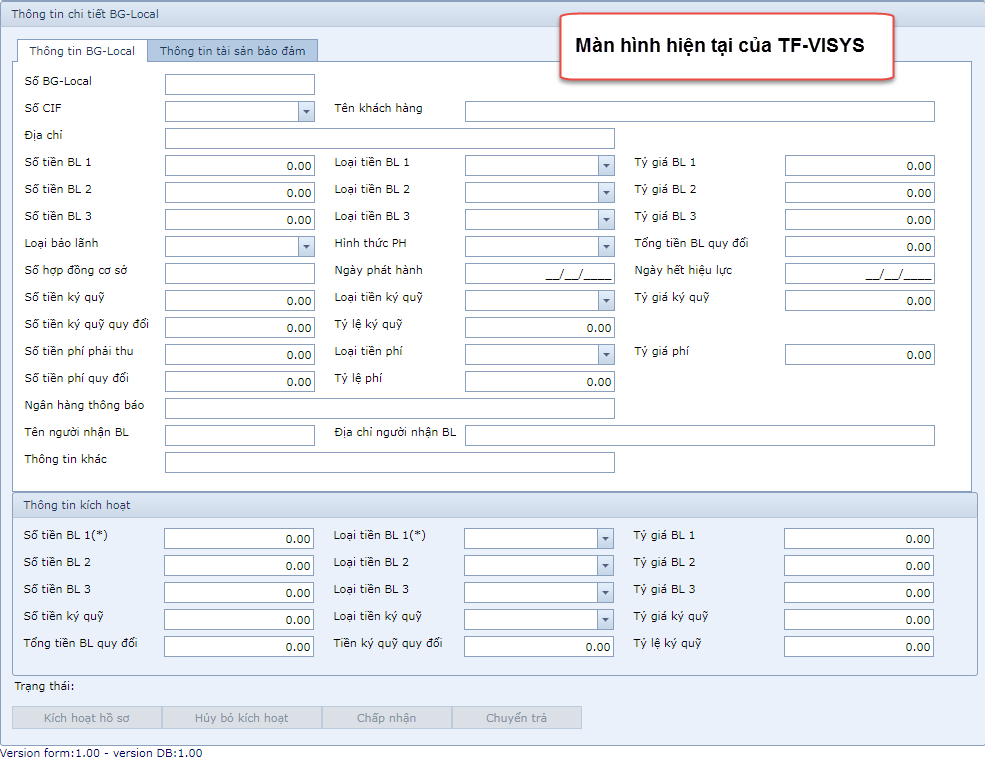 Thông tin chi tiết BG-Local
Màn hình hiện tại của TF-VISYS
Thông tin BG-Local Thông tin tài sản bảo đảm
Số BG-Local
Số CIF Tên khách hàng
Địa chỉ
Số tiền BL 1 0.00 Loại tiền BL 1 Tỷ giá BL 1 0.00
Số tiền BL 2 0.00 Loại tiền BL 2 Tỷ giá BL 2 0.00
Số tiền BL 3 0.00 Loại tiền BL 3 Tỷ giá BL 3 0.00
Loại bảo lãnh Hình thức PH Tổng tiền BL quy đổi 0.00
Số hợp đồng cơ sở Ngày phát hành __/__/____ Ngày hết hiệu lực __/__/____
Số tiền ký quỹ 0.00 Loại tiền ký quỹ Tỷ giá ký quỹ 0.00
Số tiền ký quỹ quy đổi 0.00 Tỷ lệ ký quỹ 0.00
Số tiền phí phải thu 0.00 Loại tiền phí Tỷ giá phí 0.00
Số tiền phí quy đổi 0.00 Tỷ lệ phí 0.00
Ngân hàng thông báo
Tên người nhận BL Địa chỉ người nhận BL
Thông tin khác
Thông tin kích hoạt
Số tiền BL 1(*) 0.00 Loại tiền BL 1(*) Tỷ giá BL 1 0.00
Số tiền BL 2 0.00 Loại tiền BL 2 Tỷ giá BL 2 0.00
Số tiền BL 3 0.00 Loại tiền BL 3 Tỷ giá BL 3 0.00
Số tiền ký quỹ 0.00 Loại tiền ký quỹ Tỷ giá ký quỹ 0.00
Tổng tiền BL quy đổi 0.00 Tiền ký quỹ quy đổi 0.00 Tỷ lệ ký quỹ 0.00
Trạng thái:
Kích hoạt hồ sơ Hủy bỏ kích hoạt Chấp nhận Chuyển trả
Version form:1.00 - version DB:1.00